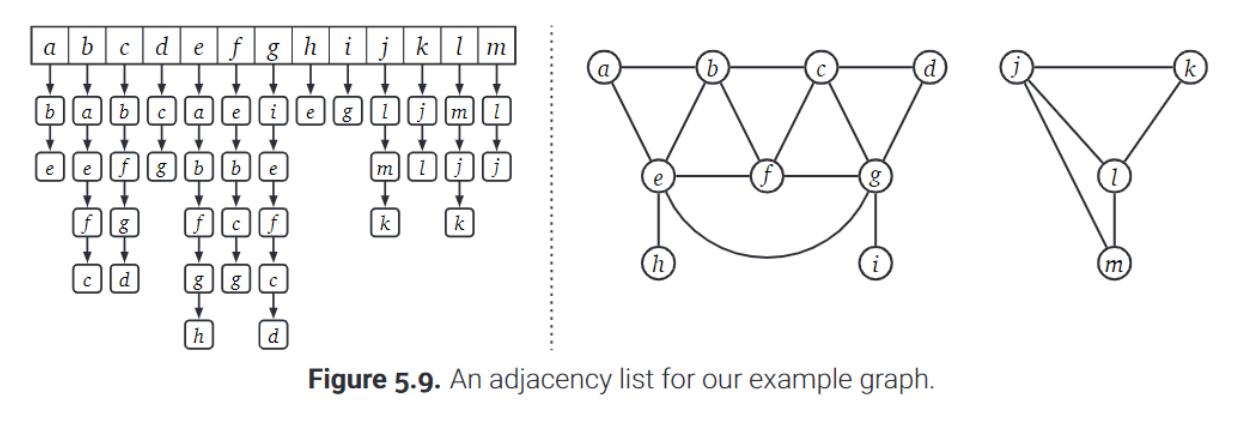 a b c d e f g h i j k l m
b a b c a e i e g l j m l
e e f g b b e m l j j
f g f c f k k
c d g g c
h d
a b c d j k
e f g l
h i m
Figure 5.9. An adjacency list for our example graph.